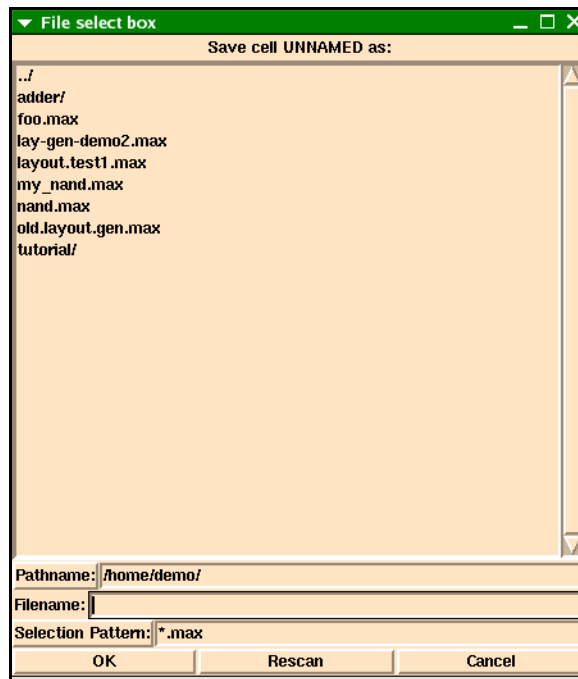 File select box
Save cell UNNAMED as:
../
adder/
foo.max
lay-gen-demo2.max
layout.test1.max
my_nand.max
nand.max
old.layout.gen.max
tutorial/
Pathname: /home/demo/
Filename:
Selection Pattern: *.max
OK Rescan Cancel